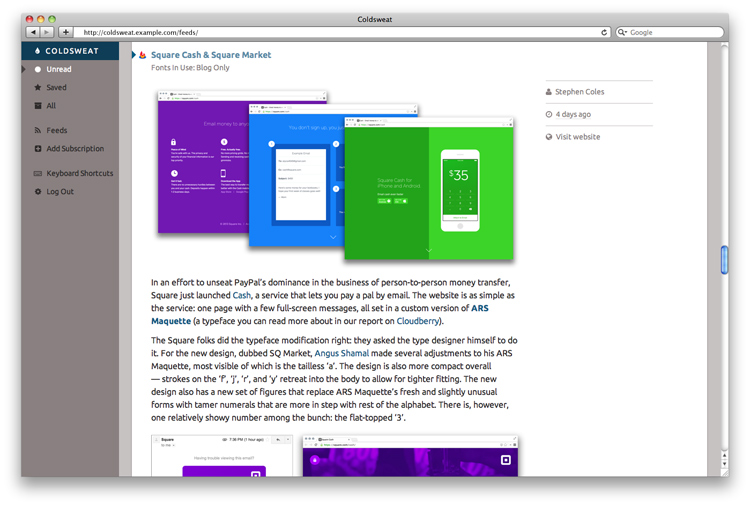 Coldsweat
http://coldsweat.example.com/feeds/
Google
COLDSWEAT
Unread
Saved
All
Feeds
Add Subscription
Keyboard Shortcuts
Log Out
Square Cash & Square Market
Fonts In Use: Blog Only
Stephen Coles
4 days ago
Visit website
Email money to any
You don't sign up, you
Square Cash for
iPhone and Android
$35
In an effort to unseat PayPal's dominance in the business of person-to-person money transfer,
Square just launched Cash, a service that lets you pay a pal by email. The website is as simple as
the service: one page with a few full-screen messages, all set in a custom version of ARS
Maquette (a typeface you can read more about in our report on Cloudberry).
The Square folks did the typeface modification right: they asked the type designer himself to do
it. For the new design, dubbed SQ Market, Angus Shamal made several adjustments to his ARS
Maquette, most visible of which is the tailless 'a'. The design is also more compact overall
— strokes on the 'f', 'j', 'r', and 'y' retreat into the body to allow for tighter fitting. The new
design also has a new set of figures that replace ARS Maquette's fresh and slightly unusual
forms with tamer numerals that are more in step with rest of the alphabet. There is, however,
one relatively showy number among the bunch: the flat-topped '3'.
Square
7:36 PM (1 hour ago)
to me
Having trouble viewing this email?